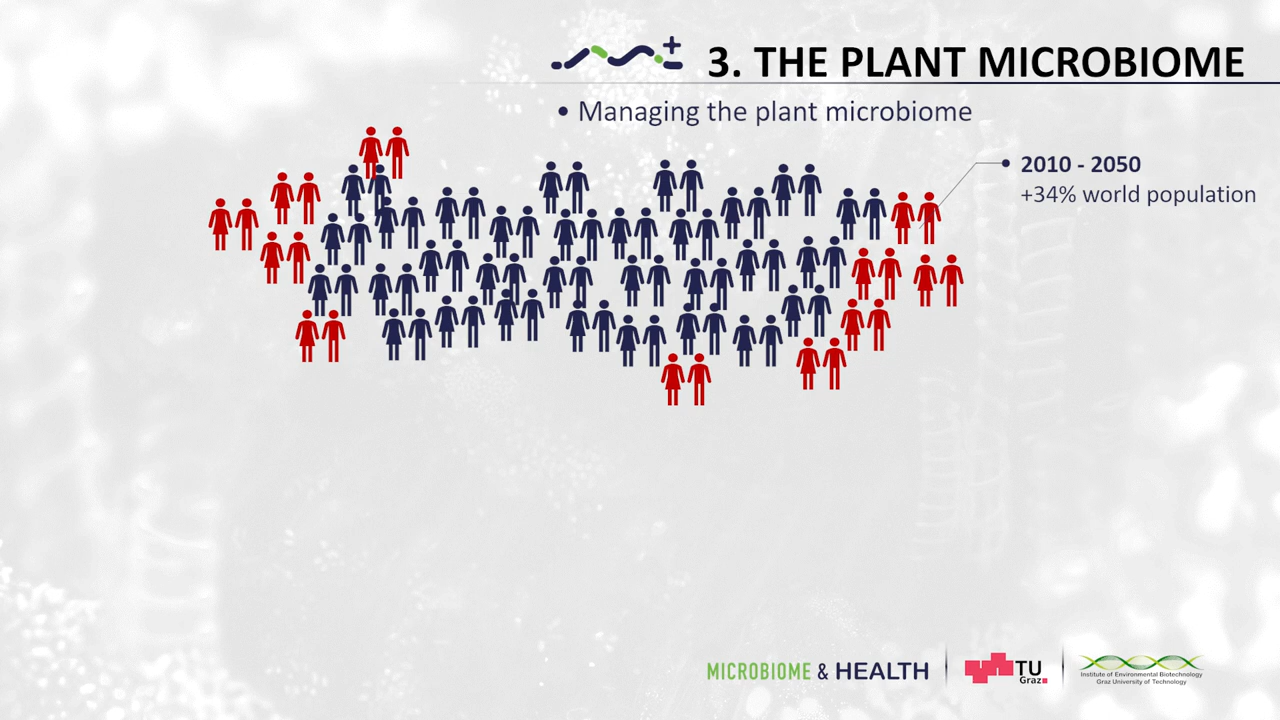 3. THE PLANT MICROBIOME
• Managing the plant microbiome
2010 - 2050
+34% world population
MICROBIOME & HEALTH
TU
Graz
Institute of Environmental Biotechnology
Graz University of Technology